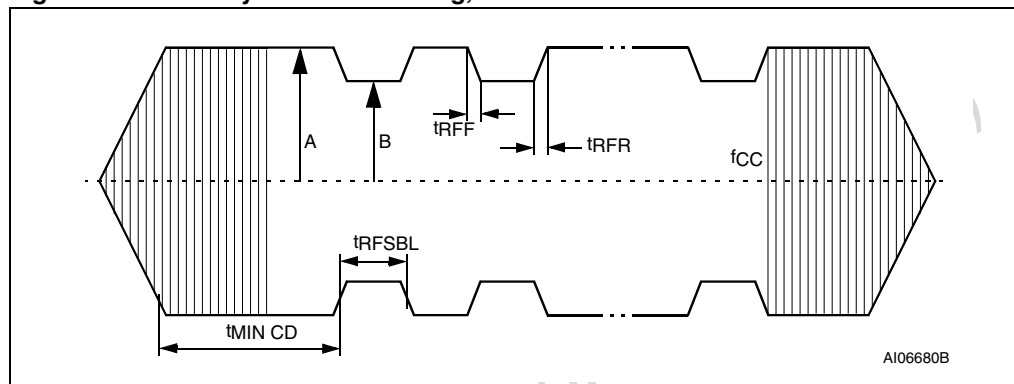 A
B
tRFF
tRFR
fCC
tRFSBL
tMIN CD
AI06680B